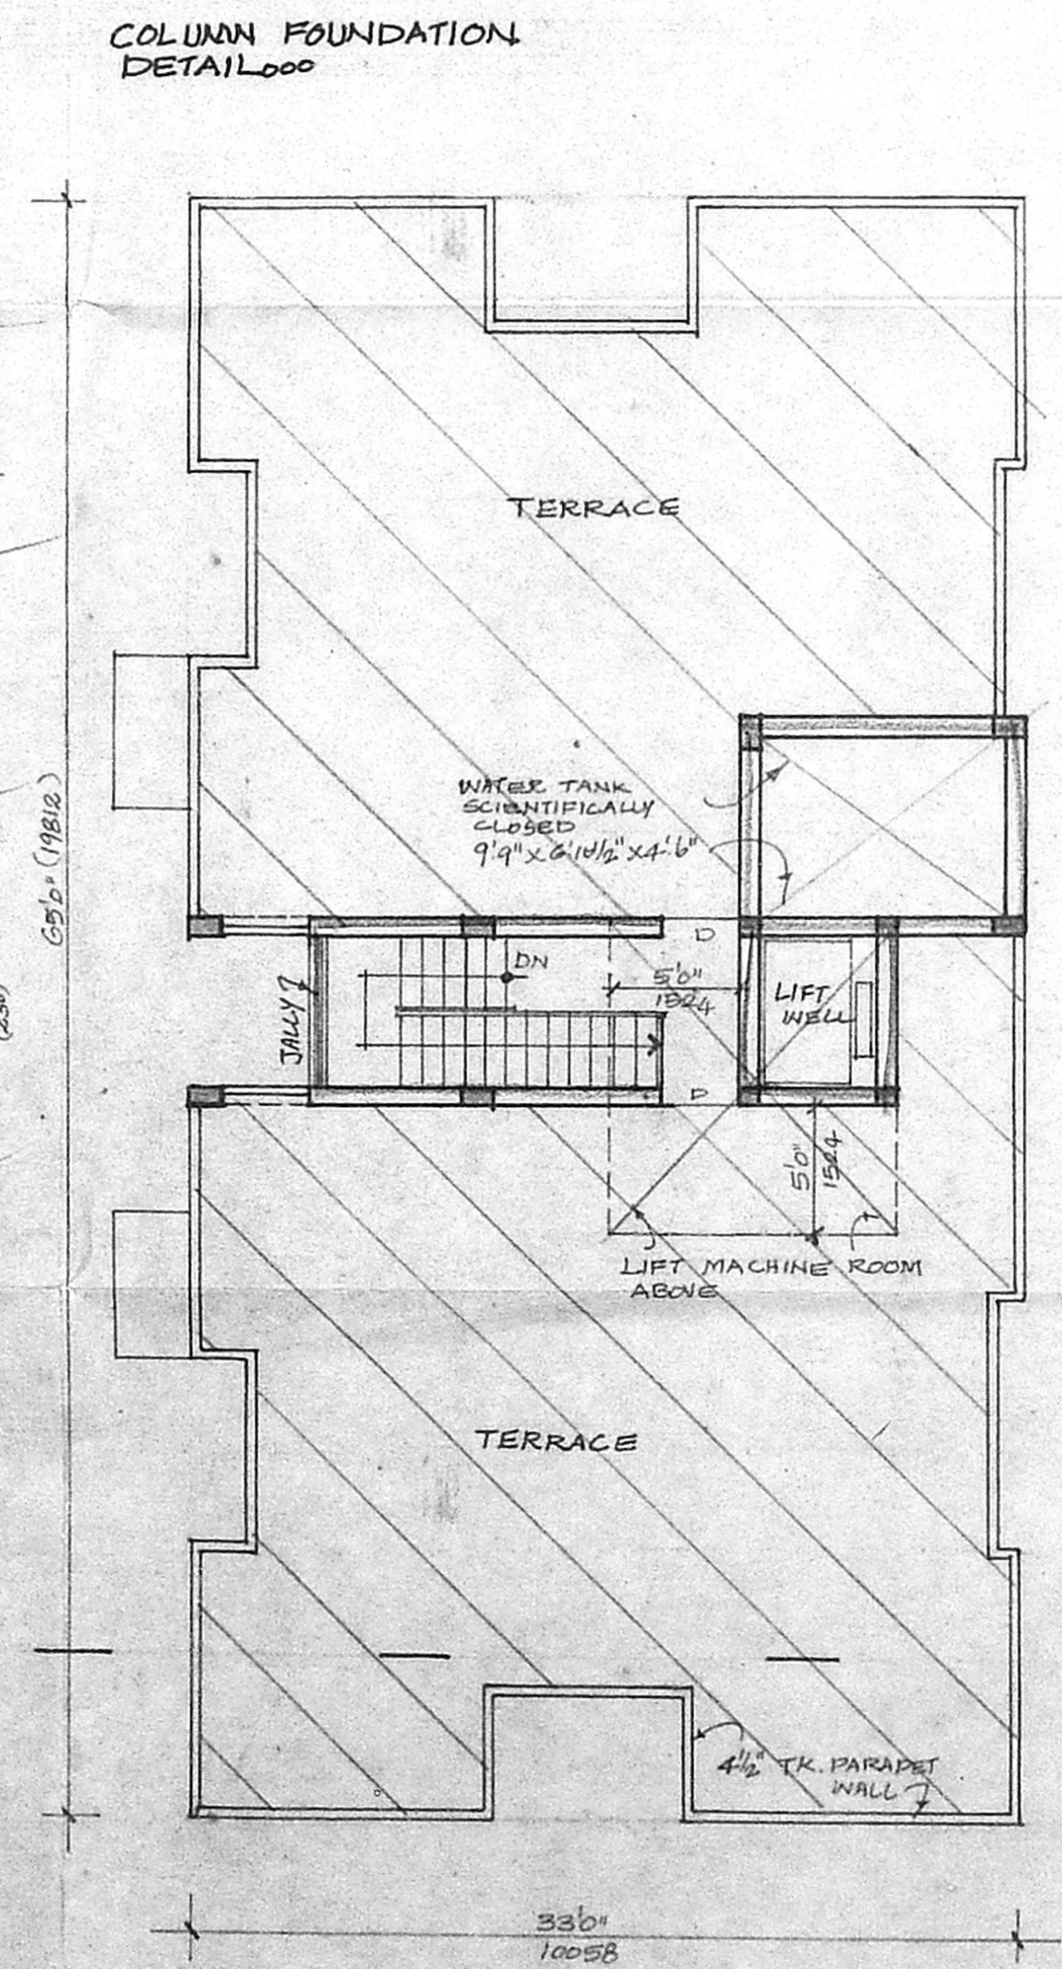 COLUMN FOUNDATION
DETAIL...
TERRACE
WATER TANK
SCIENTIFICALLY
CLOSED
9'.9" X 6'.10½" X 4'.6"
65'0" (19812)
D
DN
5'0"
1524
LIFT
WELL
JALLY
D
5'0"
1524
LIFT MACHINE ROOM
ABOVE
TERRACE
4½" TK. PARAPET
WALL
33'0"
10058